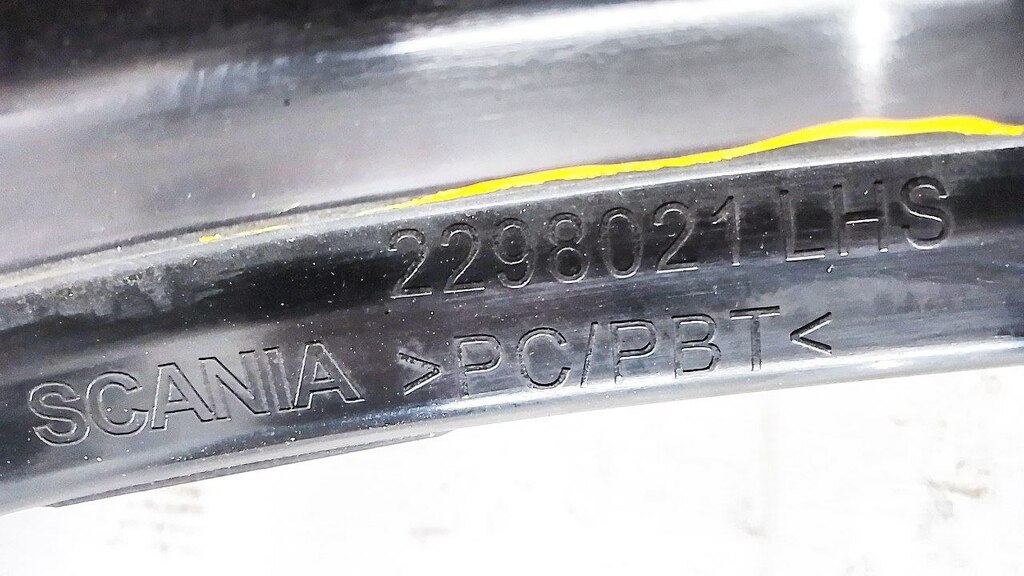 2298021 LHS
SCANIA >PC/PBT<